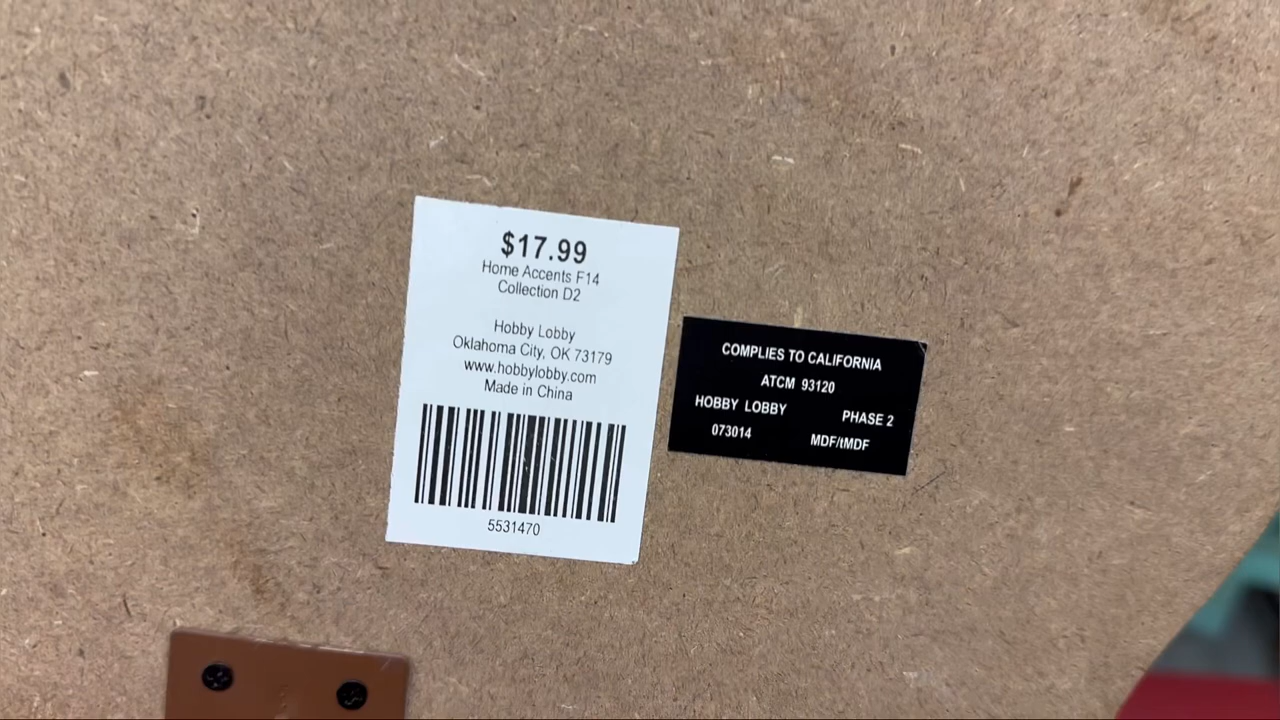 $17.99
Home Accents F14
Collection D2
Hobby Lobby
Oklahoma City, OK 73179
www.hobbylobby.com
Made in China
5531470
COMPLIES TO CALIFORNIA
ATCM 93120
HOBBY LOBBY PHASE 2
073014 MDF/tMDF